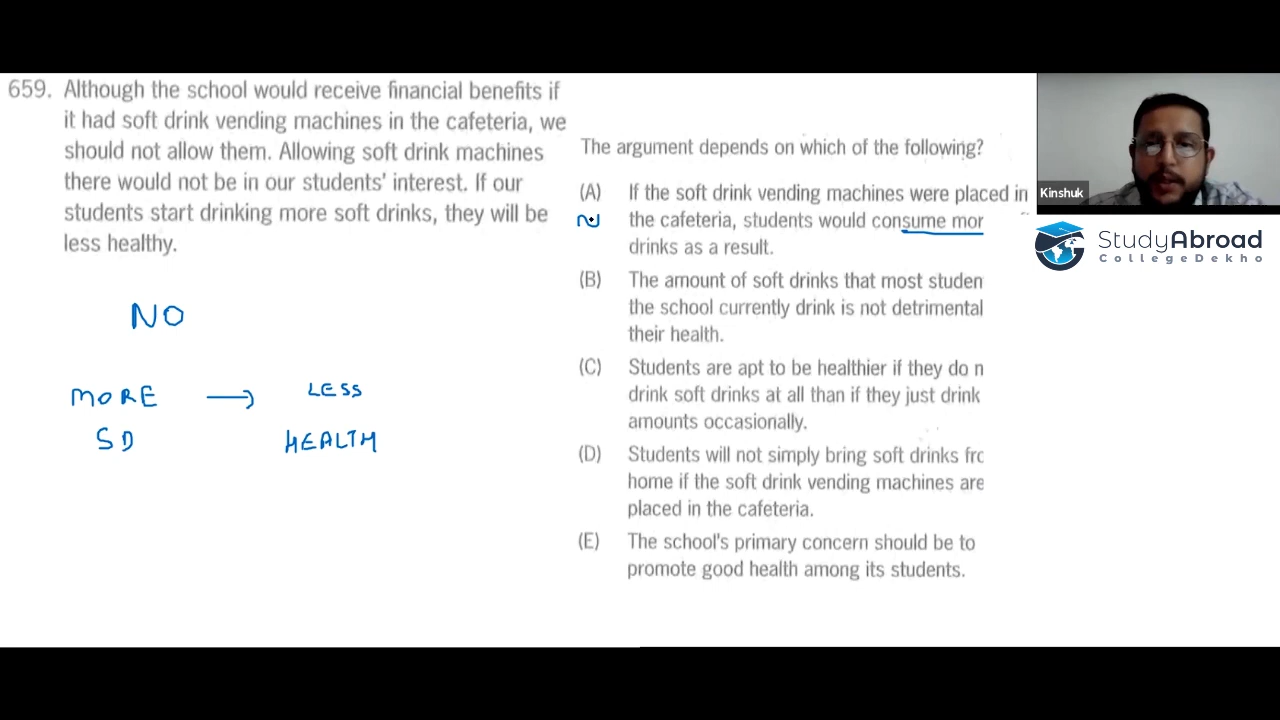 659. Although the school would receive financial benefits if
it had soft drink vending machines in the cafeteria, we
should not allow them. Allowing soft drink machines
there would not be in our students' interest. If our
students start drinking more soft drinks, they will be
less healthy.
NO
MORE → LESS
SD HEALTH
The argument depends on which of the following?
(A) If the soft drink vending machines were placed in
the cafeteria, students would consume mor
drinks as a result.
(B) The amount of soft drinks that most studen
the school currently drink is not detrimental
their health.
(C) Students are apt to be healthier if they do n
drink soft drinks at all than if they just drink
amounts occasionally.
(D) Students will not simply bring soft drinks frc
home if the soft drink vending machines are
placed in the cafeteria.
(E) The school's primary concern should be to
promote good health among its students.
Kinshuk
StudyAbroad
CollegeDekho